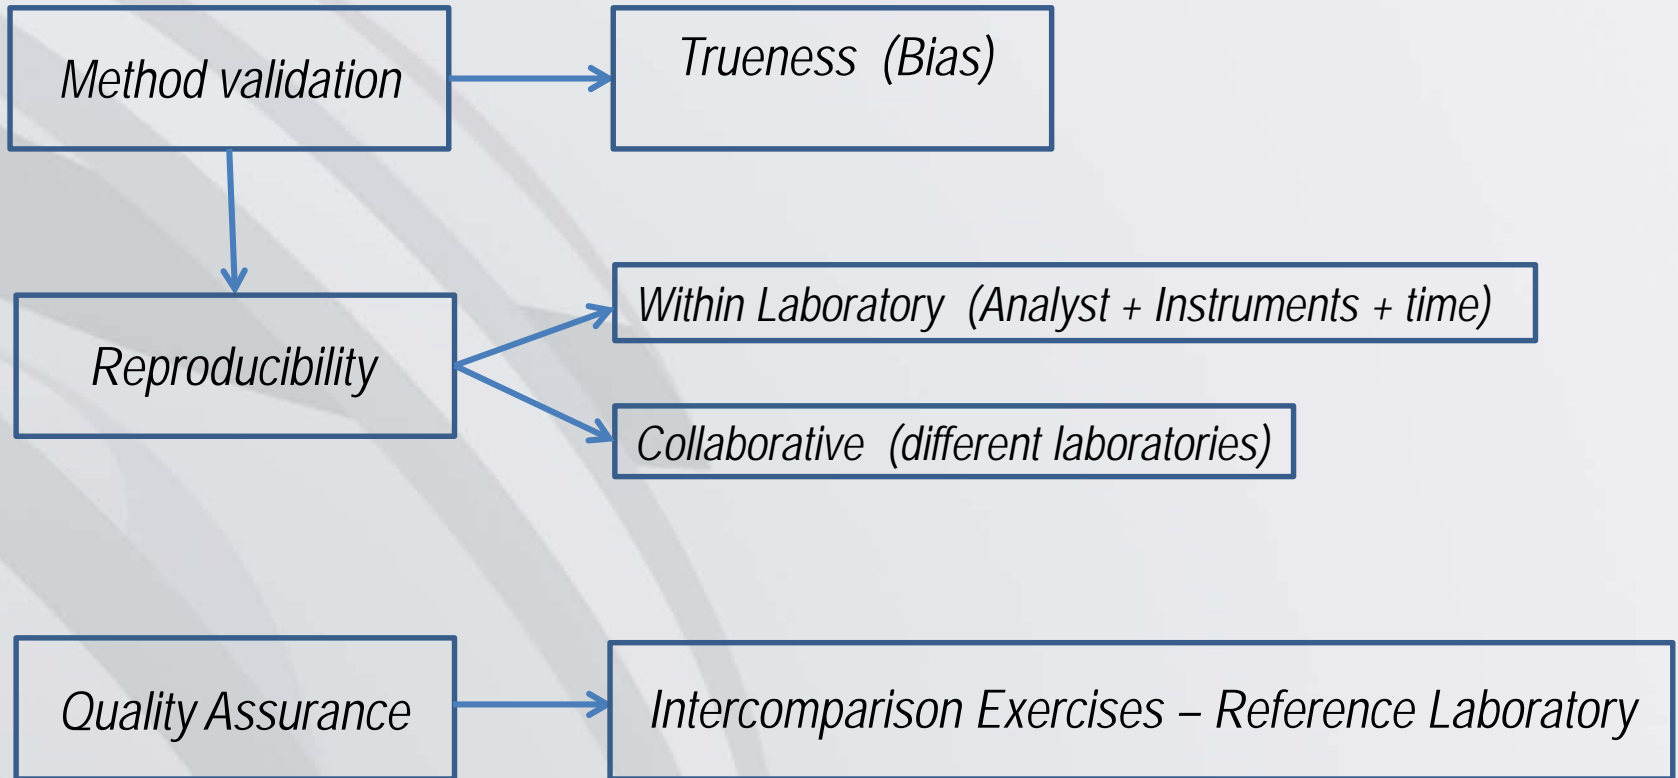 Method validation
Trueness (Bias)
Within Laboratory (Analyst + Instruments + time)
Reproducibility
Collaborative (different laboratories)
Quality Assurance
Intercomparison Exercises – Reference Laboratory